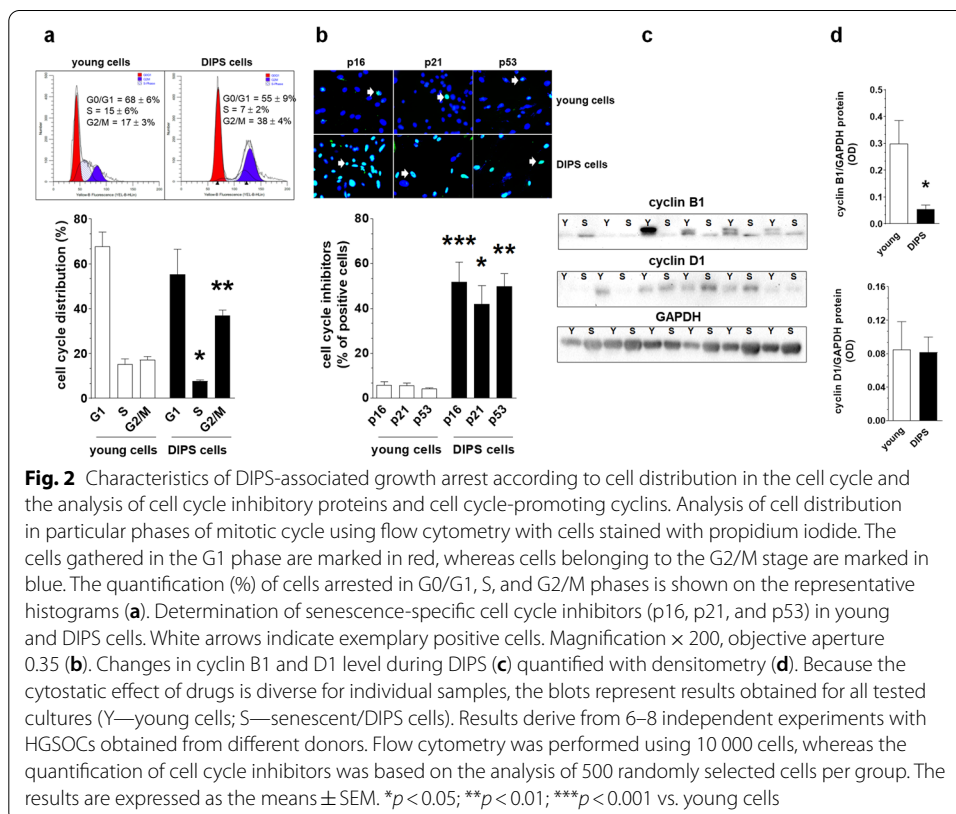 a
young cells
DIPS cells
G0/G1 = 68 ± 6%
S = 15 ± 6%
G2/M = 17 ± 3%
G0/G1 = 55 ± 9%
S = 7 ± 2%
G2/M = 38 ± 4%
cell cycle distribution (%)
80
60
40
20
0
*
**
G1 S G2/M G1 S G2/M
young cells DIPS cells
b
p16 p21 p53
young cells
DIPS cells
cell cycle inhibitors
(% of positive cells)
80
60
40
20
0
*** * **
p16 p21 p53 p16 p21 p53
young cells DIPS cells
c
cyclin B1
Y S Y S Y S Y S Y S Y S
cyclin D1
Y S Y S Y S Y S Y S Y S
GAPDH
Y S Y S Y S Y S Y S Y S
d
cyclin B1/GAPDH protein
(OD)
0.5
0.4
0.3
0.2
0.1
0.0
*
young DIPS
cyclin D1/GAPDH protein
(OD)
0.16
0.12
0.08
0.04
0.00
young DIPS
Fig. 2 Characteristics of DIPS-associated growth arrest according to cell distribution in the cell cycle and
the analysis of cell cycle inhibitory proteins and cell cycle-promoting cyclins. Analysis of cell distribution
in particular phases of mitotic cycle using flow cytometry with cells stained with propidium iodide. The
cells gathered in the G1 phase are marked in red, whereas cells belonging to the G2/M stage are marked in
blue. The quantification (%) of cells arrested in G0/G1, S, and G2/M phases is shown on the representative
histograms (a). Determination of senescence-specific cell cycle inhibitors (p16, p21, and p53) in young
and DIPS cells. White arrows indicate exemplary positive cells. Magnification × 200, objective aperture
0.35 (b). Changes in cyclin B1 and D1 level during DIPS (c) quantified with densitometry (d). Because the
cytostatic effect of drugs is diverse for individual samples, the blots represent results obtained for all tested
cultures (Y—young cells; S—senescent/DIPS cells). Results derive from 6–8 independent experiments with
HGSOCs obtained from different donors. Flow cytometry was performed using 10 000 cells, whereas the
quantification of cell cycle inhibitors was based on the analysis of 500 randomly selected cells per group. The
results are expressed as the means ± SEM. *p < 0.05; **p < 0.01; ***p < 0.001 vs. young cells